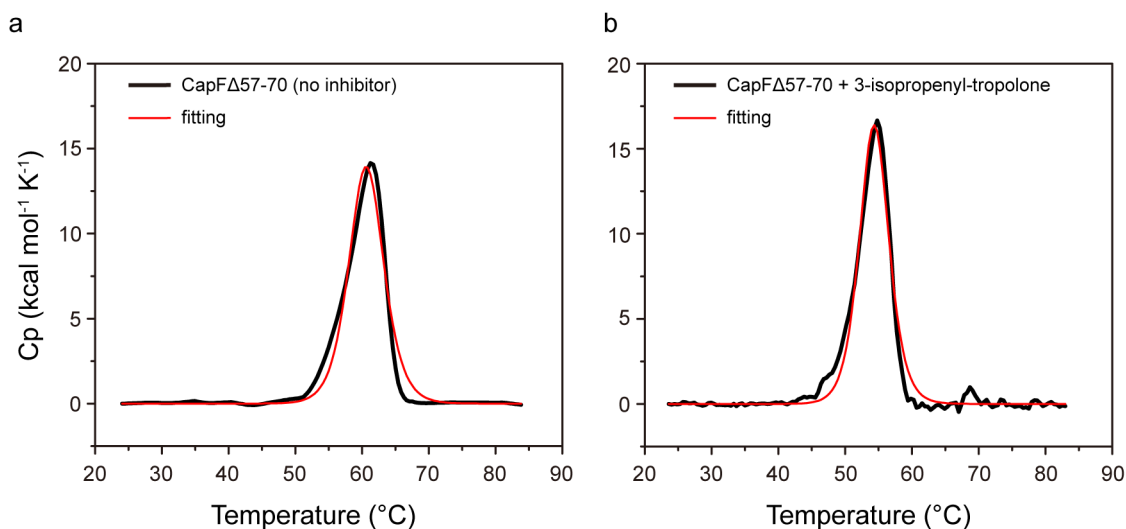 a
CapFΔ57-70 (no inhibitor)
fitting
20
15
10
5
0
Cp (kcal mol⁻¹ K⁻¹)
20 30 40 50 60 70 80 90
Temperature (°C)
b
CapFΔ57-70 + 3-isopropenyl-tropolone
fitting
20
15
10
5
0
20 30 40 50 60 70 80 90
Temperature (°C)